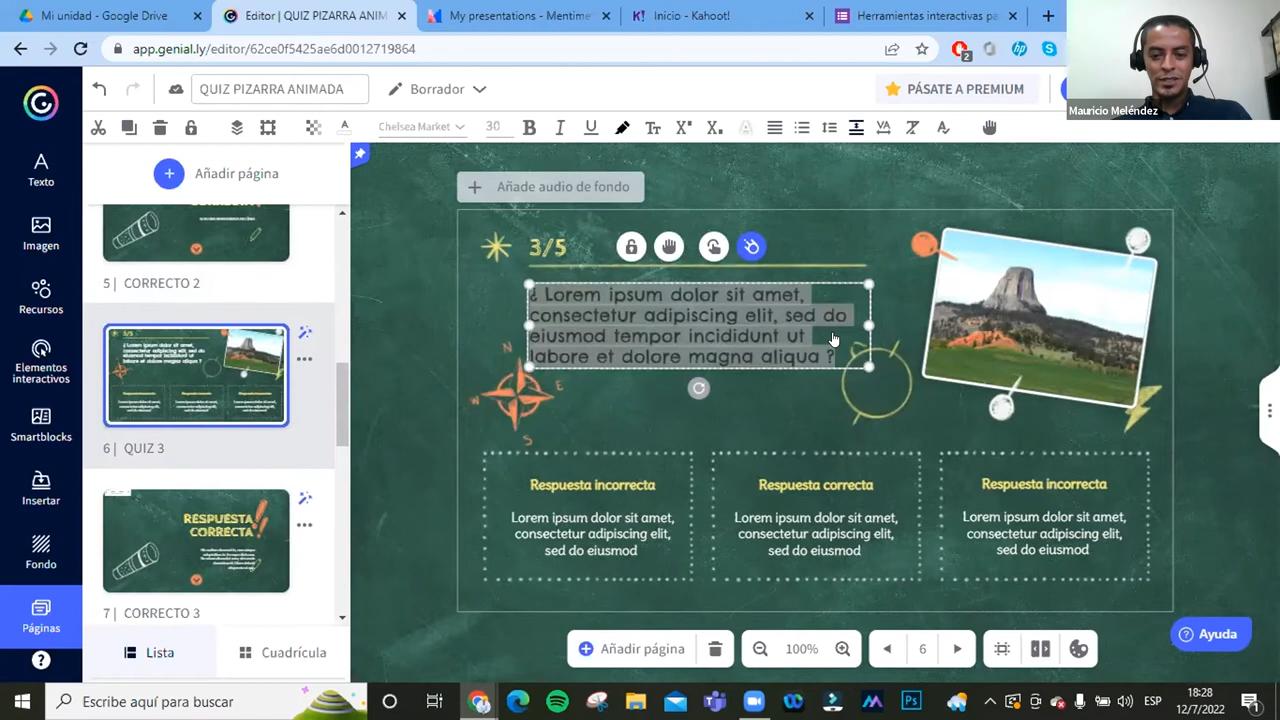 Mi unidad - Google Drive
Editor | QUIZ PIZARRA ANIM
My presentations - Mentime
Inicio - Kahoot!
Herramientas interactivas pa
app.genial.ly/editor/62ce0f5425ae6d0012719864
2
Mauricio Meléndez
QUIZ PIZARRA ANIMADA
Borrador
PÁSATE A PREMIUM
Chelsea Market
30
Texto
Imagen
Recursos
Elementos
interactivos
Smartblocks
Insertar
Fondo
Páginas
Añadir página
5 | CORRECTO 2
3/5
6 | QUIZ 3
RESPUESTA
CORRECTA
7 | CORRECTO 3
Lista
Cuadrícula
Añade audio de fondo
3/5
¿ Lorem ipsum dolor sit amet,
consectetur adipiscing elit, sed do
eiusmod tempor incididunt ut
labore et dolore magna aliqua ?
N
E
S
Respuesta incorrecta
Lorem ipsum dolor sit amet,
consectetur adipiscing elit,
sed do eiusmod
Respuesta correcta
Lorem ipsum dolor sit amet,
consectetur adipiscing elit,
sed do eiusmod
Respuesta incorrecta
Lorem ipsum dolor sit amet,
consectetur adipiscing elit,
sed do eiusmod
Añadir página
100%
6
Ayuda
Escribe aquí para buscar
ESP
18:28
12/7/2022
1